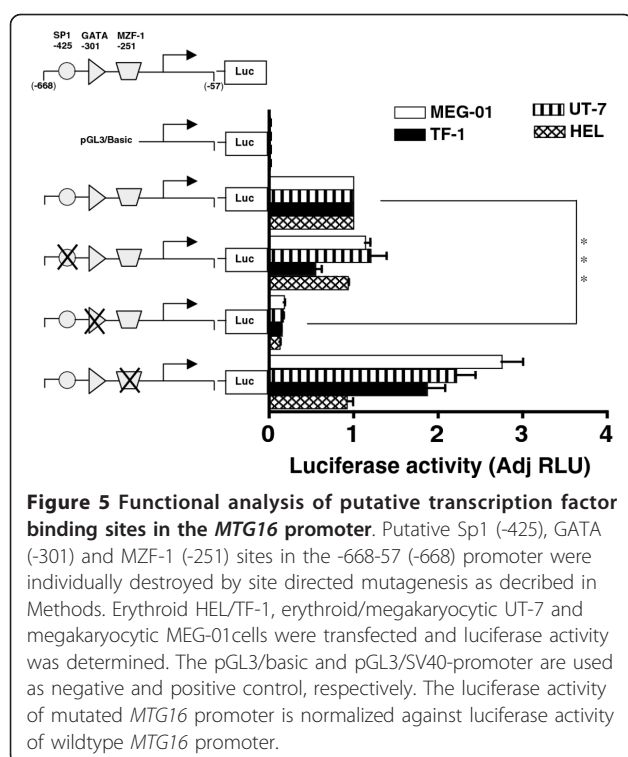 SP1 GATA MZF-1
-425 -301 -251
(-668) (-57) Luc
MEG-01 UT-7
TF-1 HEL
pGL3/Basic Luc
Luc
Luc
* * *
Luc
Luc
0 1 2 3 4
Luciferase activity (Adj RLU)
Figure 5 Functional analysis of putative transcription factor
binding sites in the MTG16 promoter. Putative Sp1 (-425), GATA
(-301) and MZF-1 (-251) sites in the -668-57 (-668) promoter were
individually destroyed by site directed mutagenesis as decribed in
Methods. Erythroid HEL/TF-1, erythroid/megakaryocytic UT-7 and
megakaryocytic MEG-01cells were transfected and luciferase activity
was determined. The pGL3/basic and pGL3/SV40-promoter are used
as negative and positive control, respectively. The luciferase activity
of mutated MTG16 promoter is normalized against luciferase activity
of wildtype MTG16 promoter.